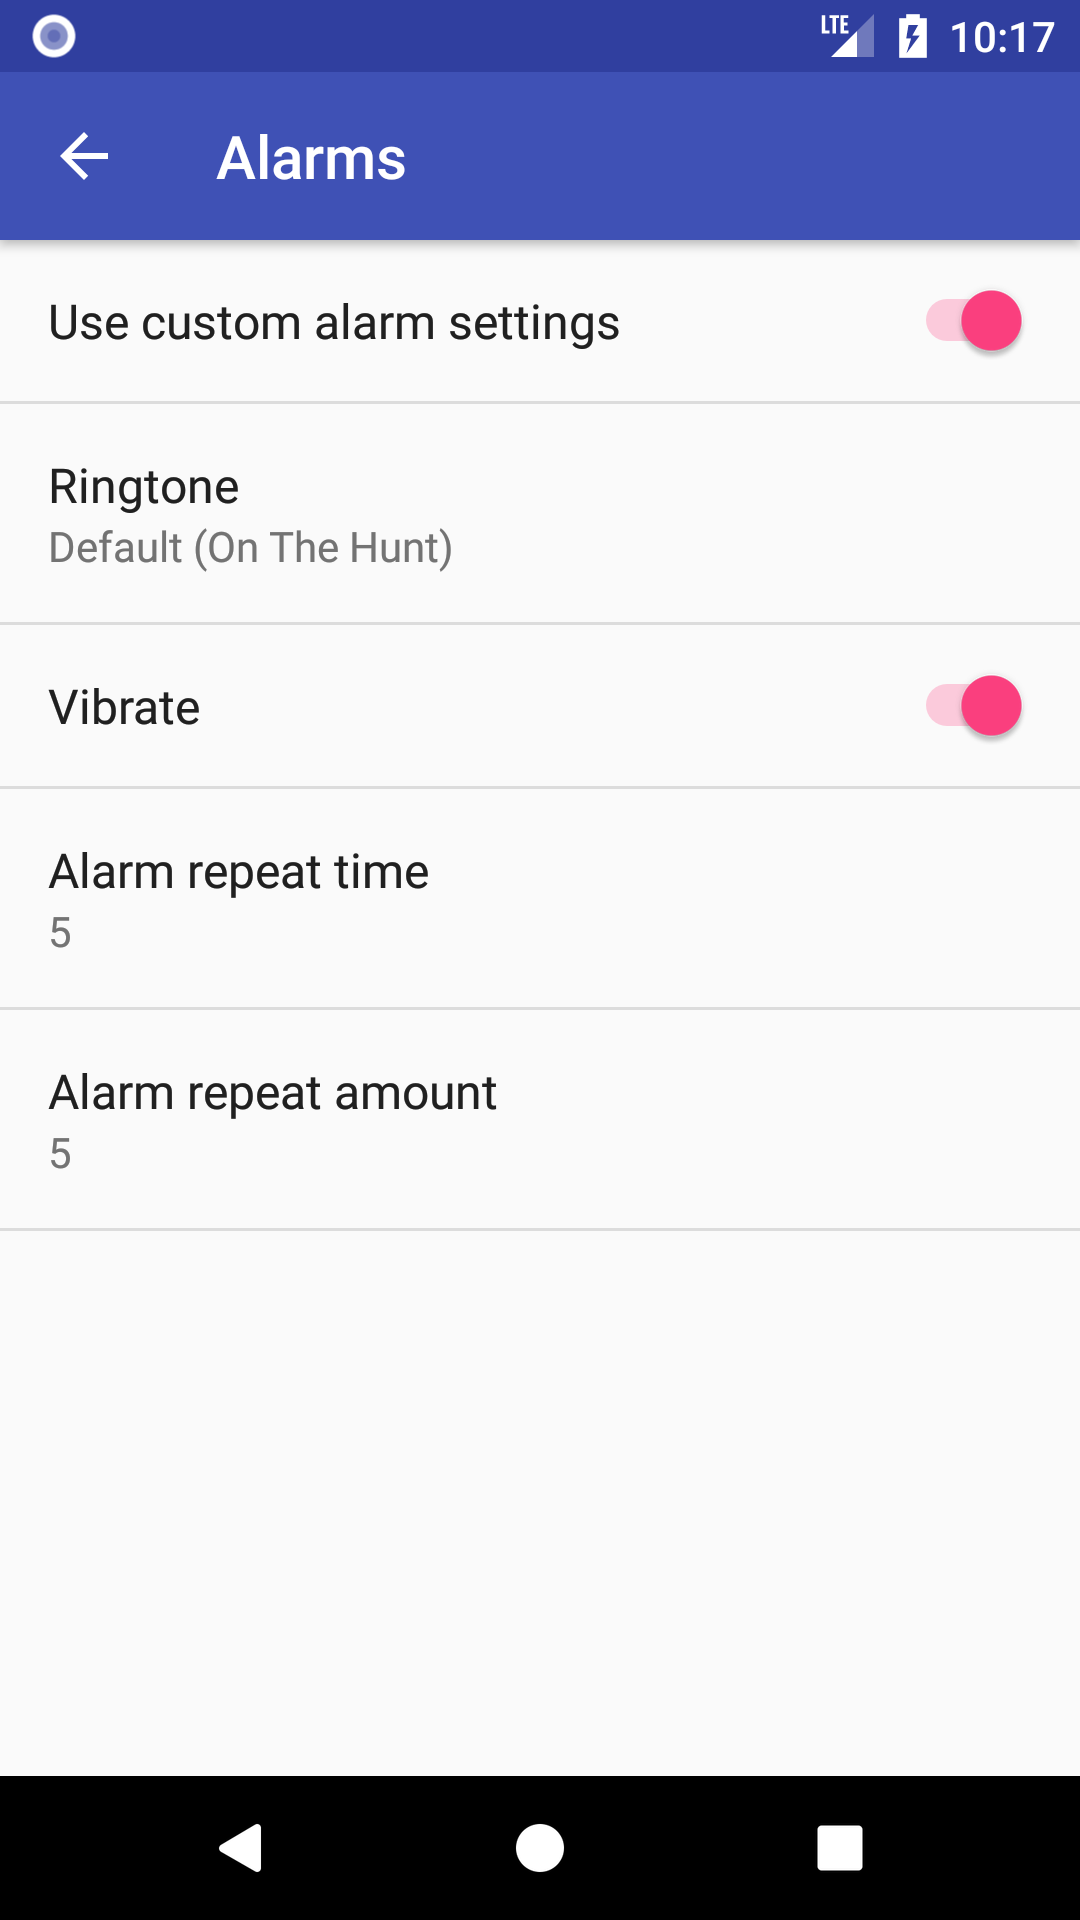 LTE 10:17
Alarms
Use custom alarm settings
Ringtone
Default (On The Hunt)
Vibrate
Alarm repeat time
5
Alarm repeat amount
5